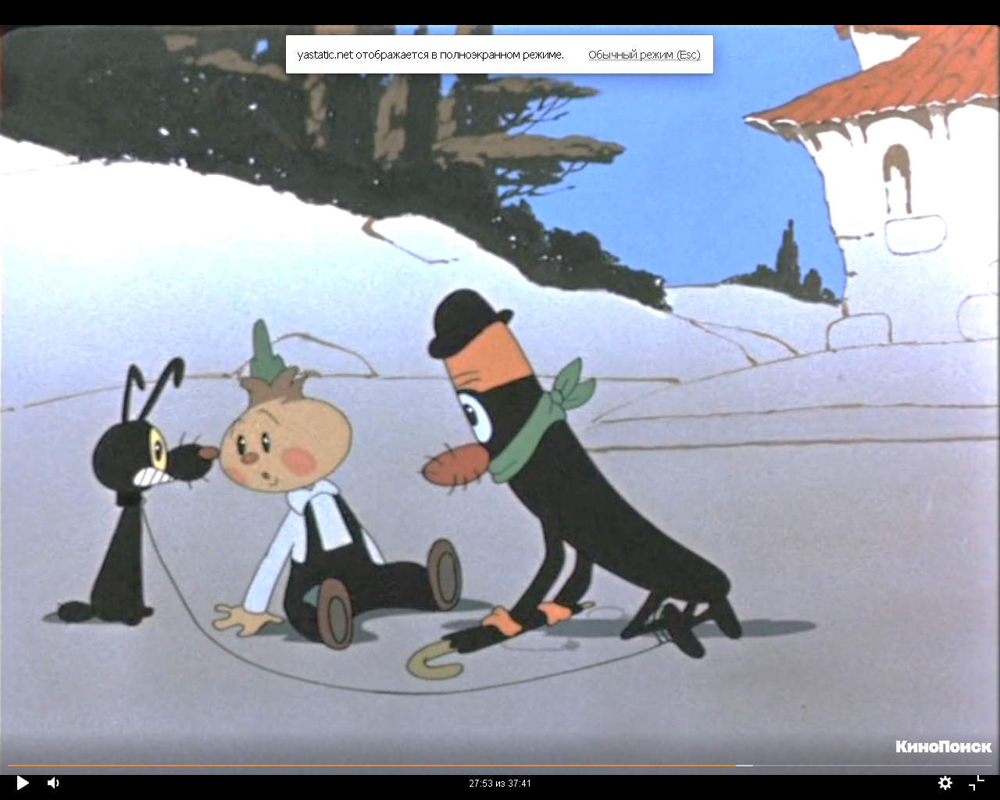 yastatic.net отображается в полноэкранном режиме. Обычный режим (Esc)
КиноПоиск
27:53 из 37:41